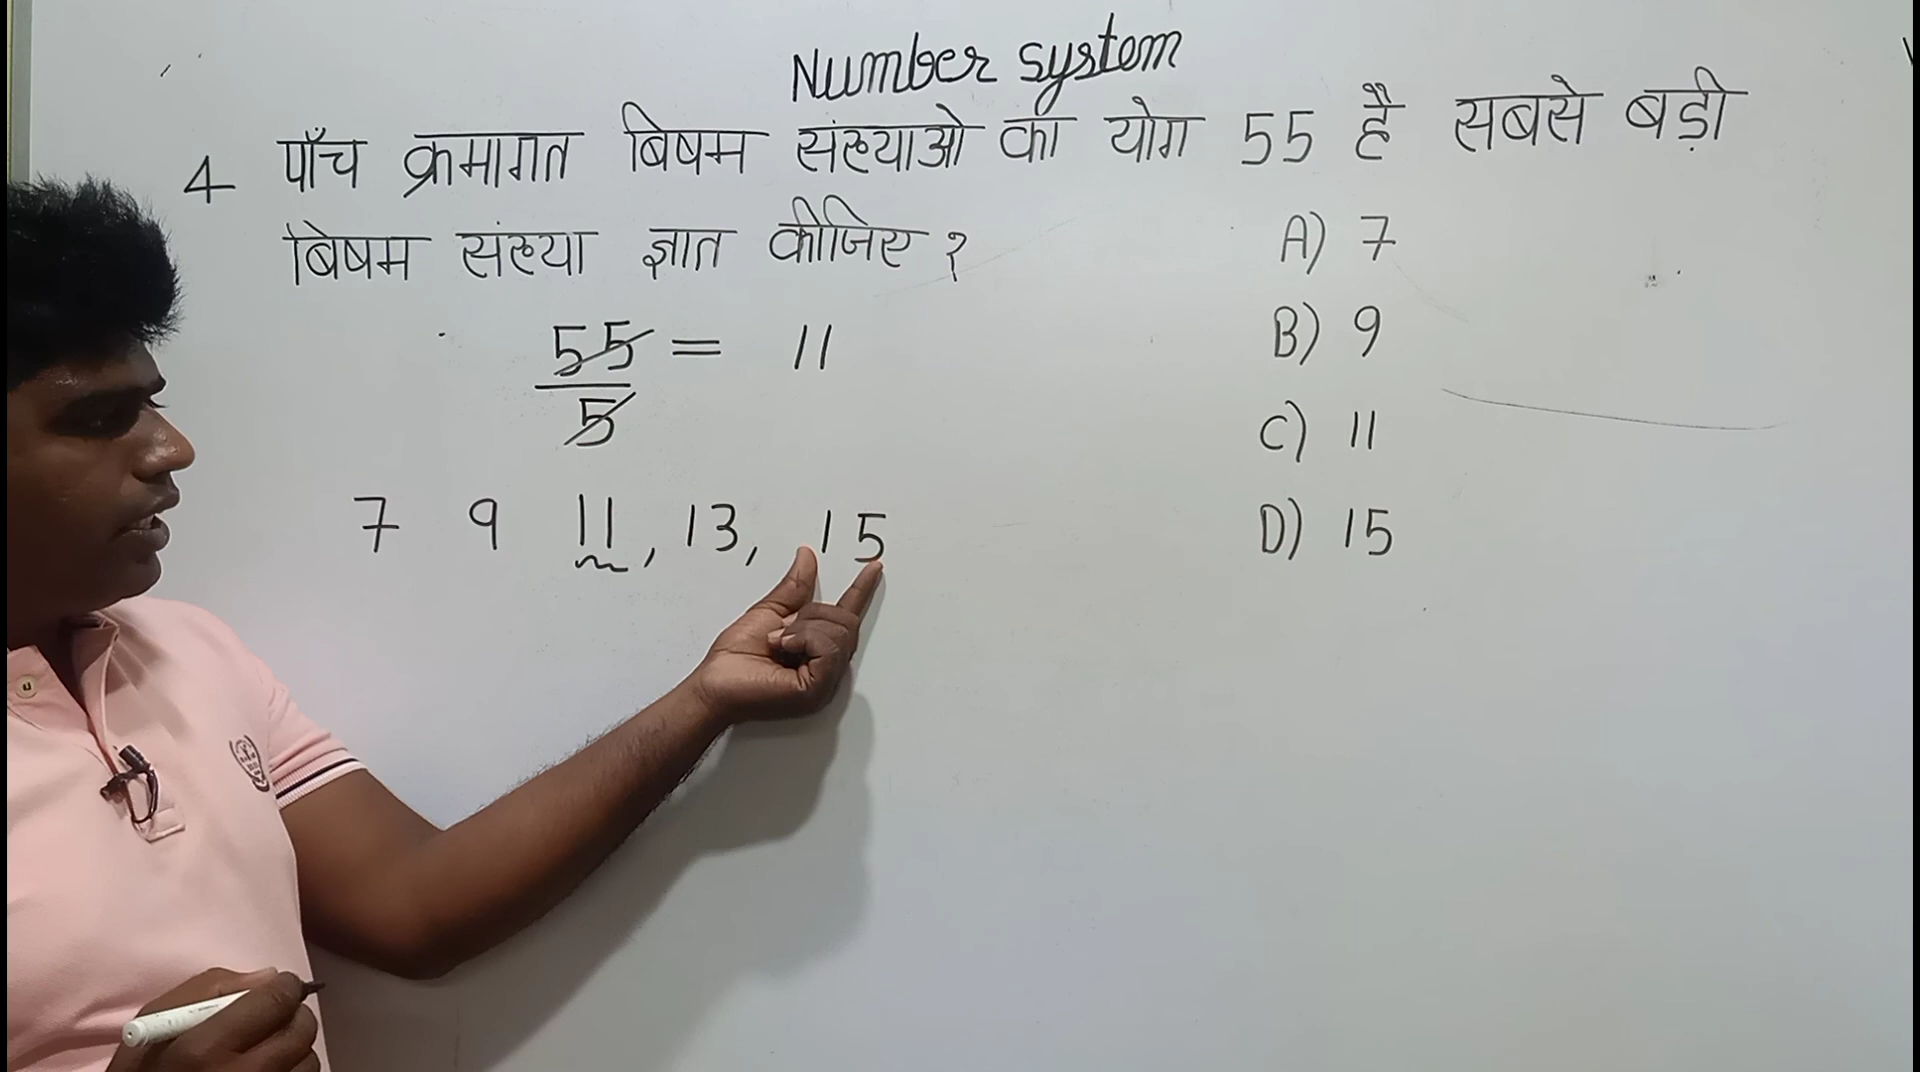 Number system
4 पाँच क्रमागत बिषम संख्याओ का योग 55 है सबसे बड़ी
बिषम संख्या ज्ञात कीजिए ?
A) 7
B) 9
C) 11
D) 15
55 = 11
5
7 9 11, 13, 15